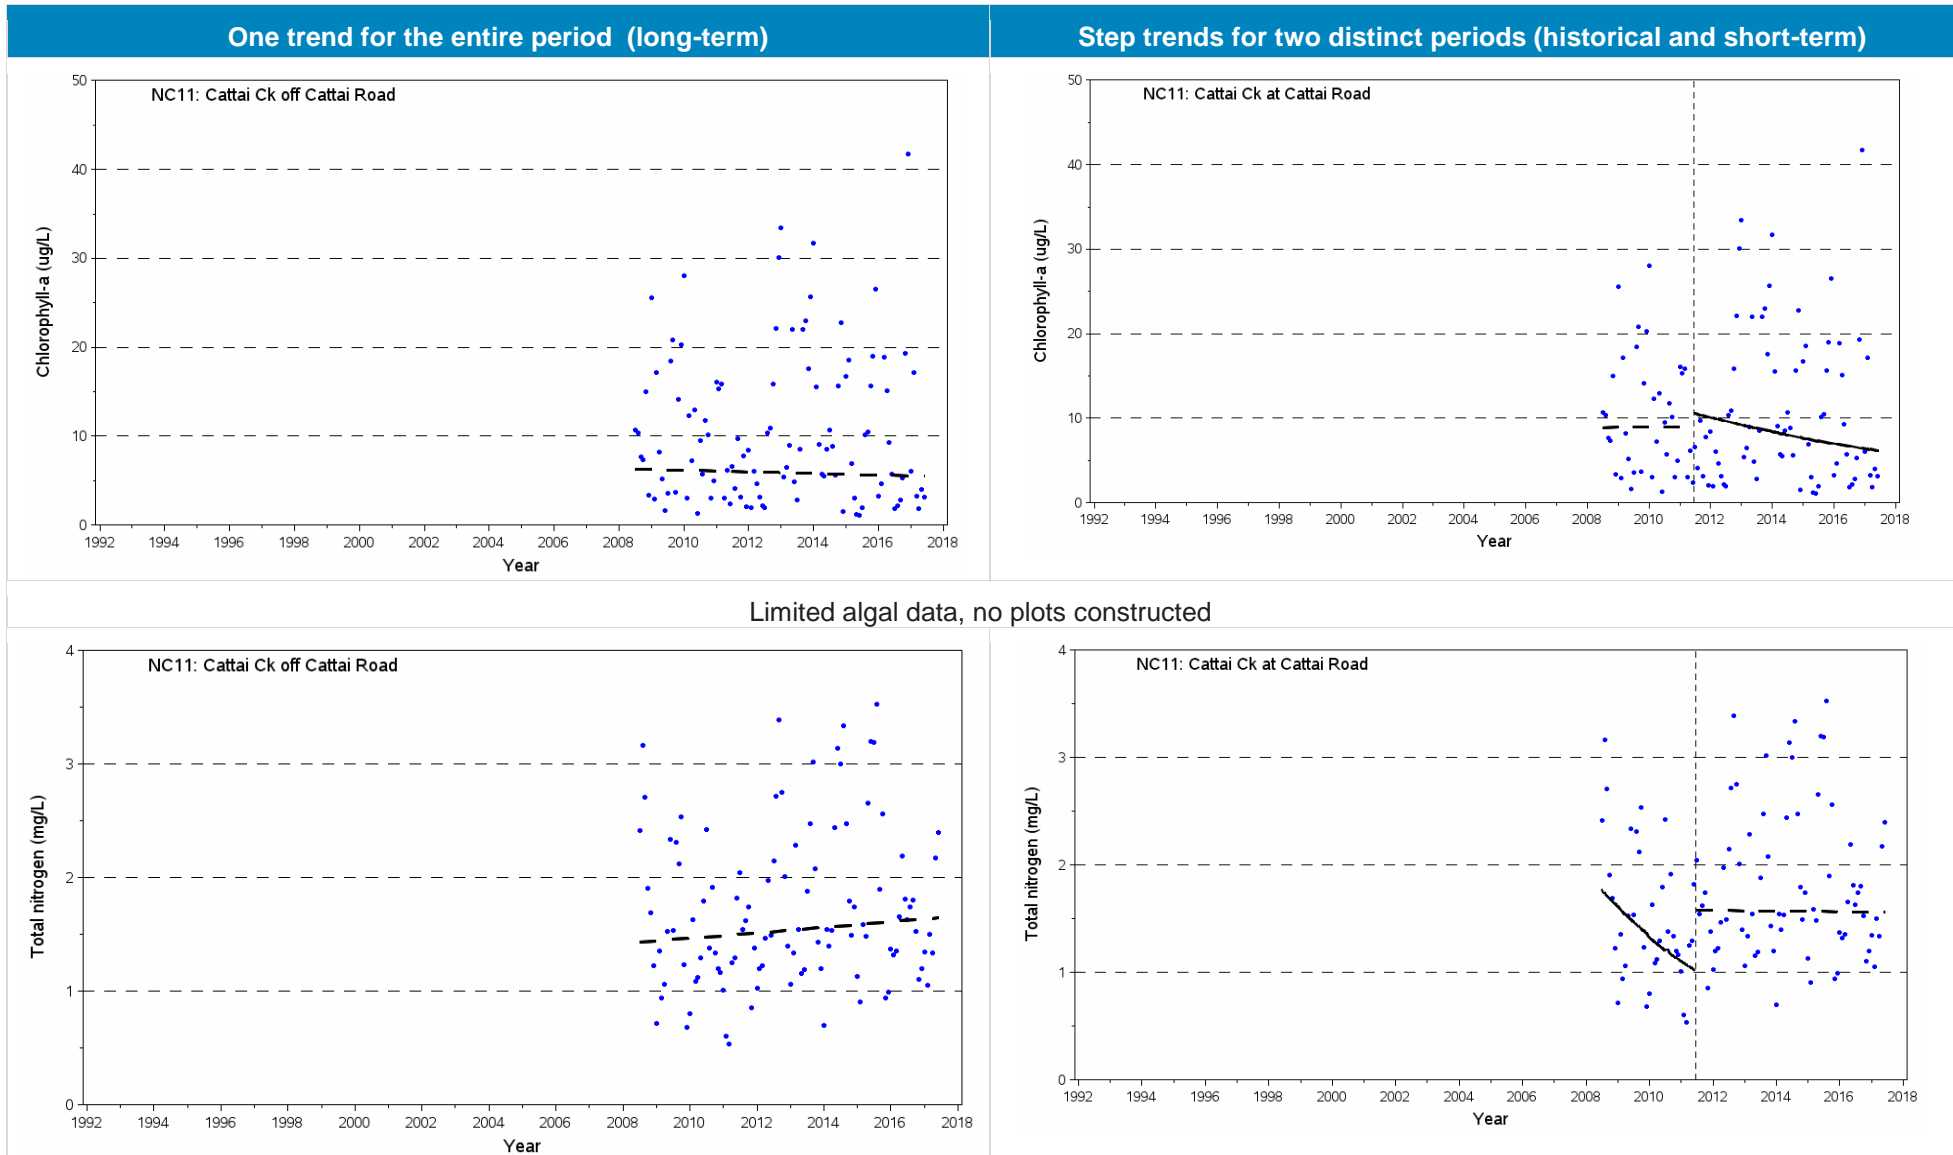 One trend for the entire period (long-term)
Step trends for two distinct periods (historical and short-term)
NC11: Cattai Ck off Cattai Road
Chlorophyll-a (ug/L)
50
40
30
20
10
0
1992 1994 1996 1998 2000 2002 2004 2006 2008 2010 2012 2014 2016 2018
Year
NC11: Cattai Ck at Cattai Road
Chlorophyll-a (ug/L)
50
40
30
20
10
0
1992 1994 1996 1998 2000 2002 2004 2006 2008 2010 2012 2014 2016 2018
Year
Limited algal data, no plots constructed
NC11: Cattai Ck off Cattai Road
Total nitrogen (mg/L)
4
3
2
1
0
1992 1994 1996 1998 2000 2002 2004 2006 2008 2010 2012 2014 2016 2018
Year
NC11: Cattai Ck at Cattai Road
Total nitrogen (mg/L)
4
3
2
1
0
1992 1994 1996 1998 2000 2002 2004 2006 2008 2010 2012 2014 2016 2018
Year